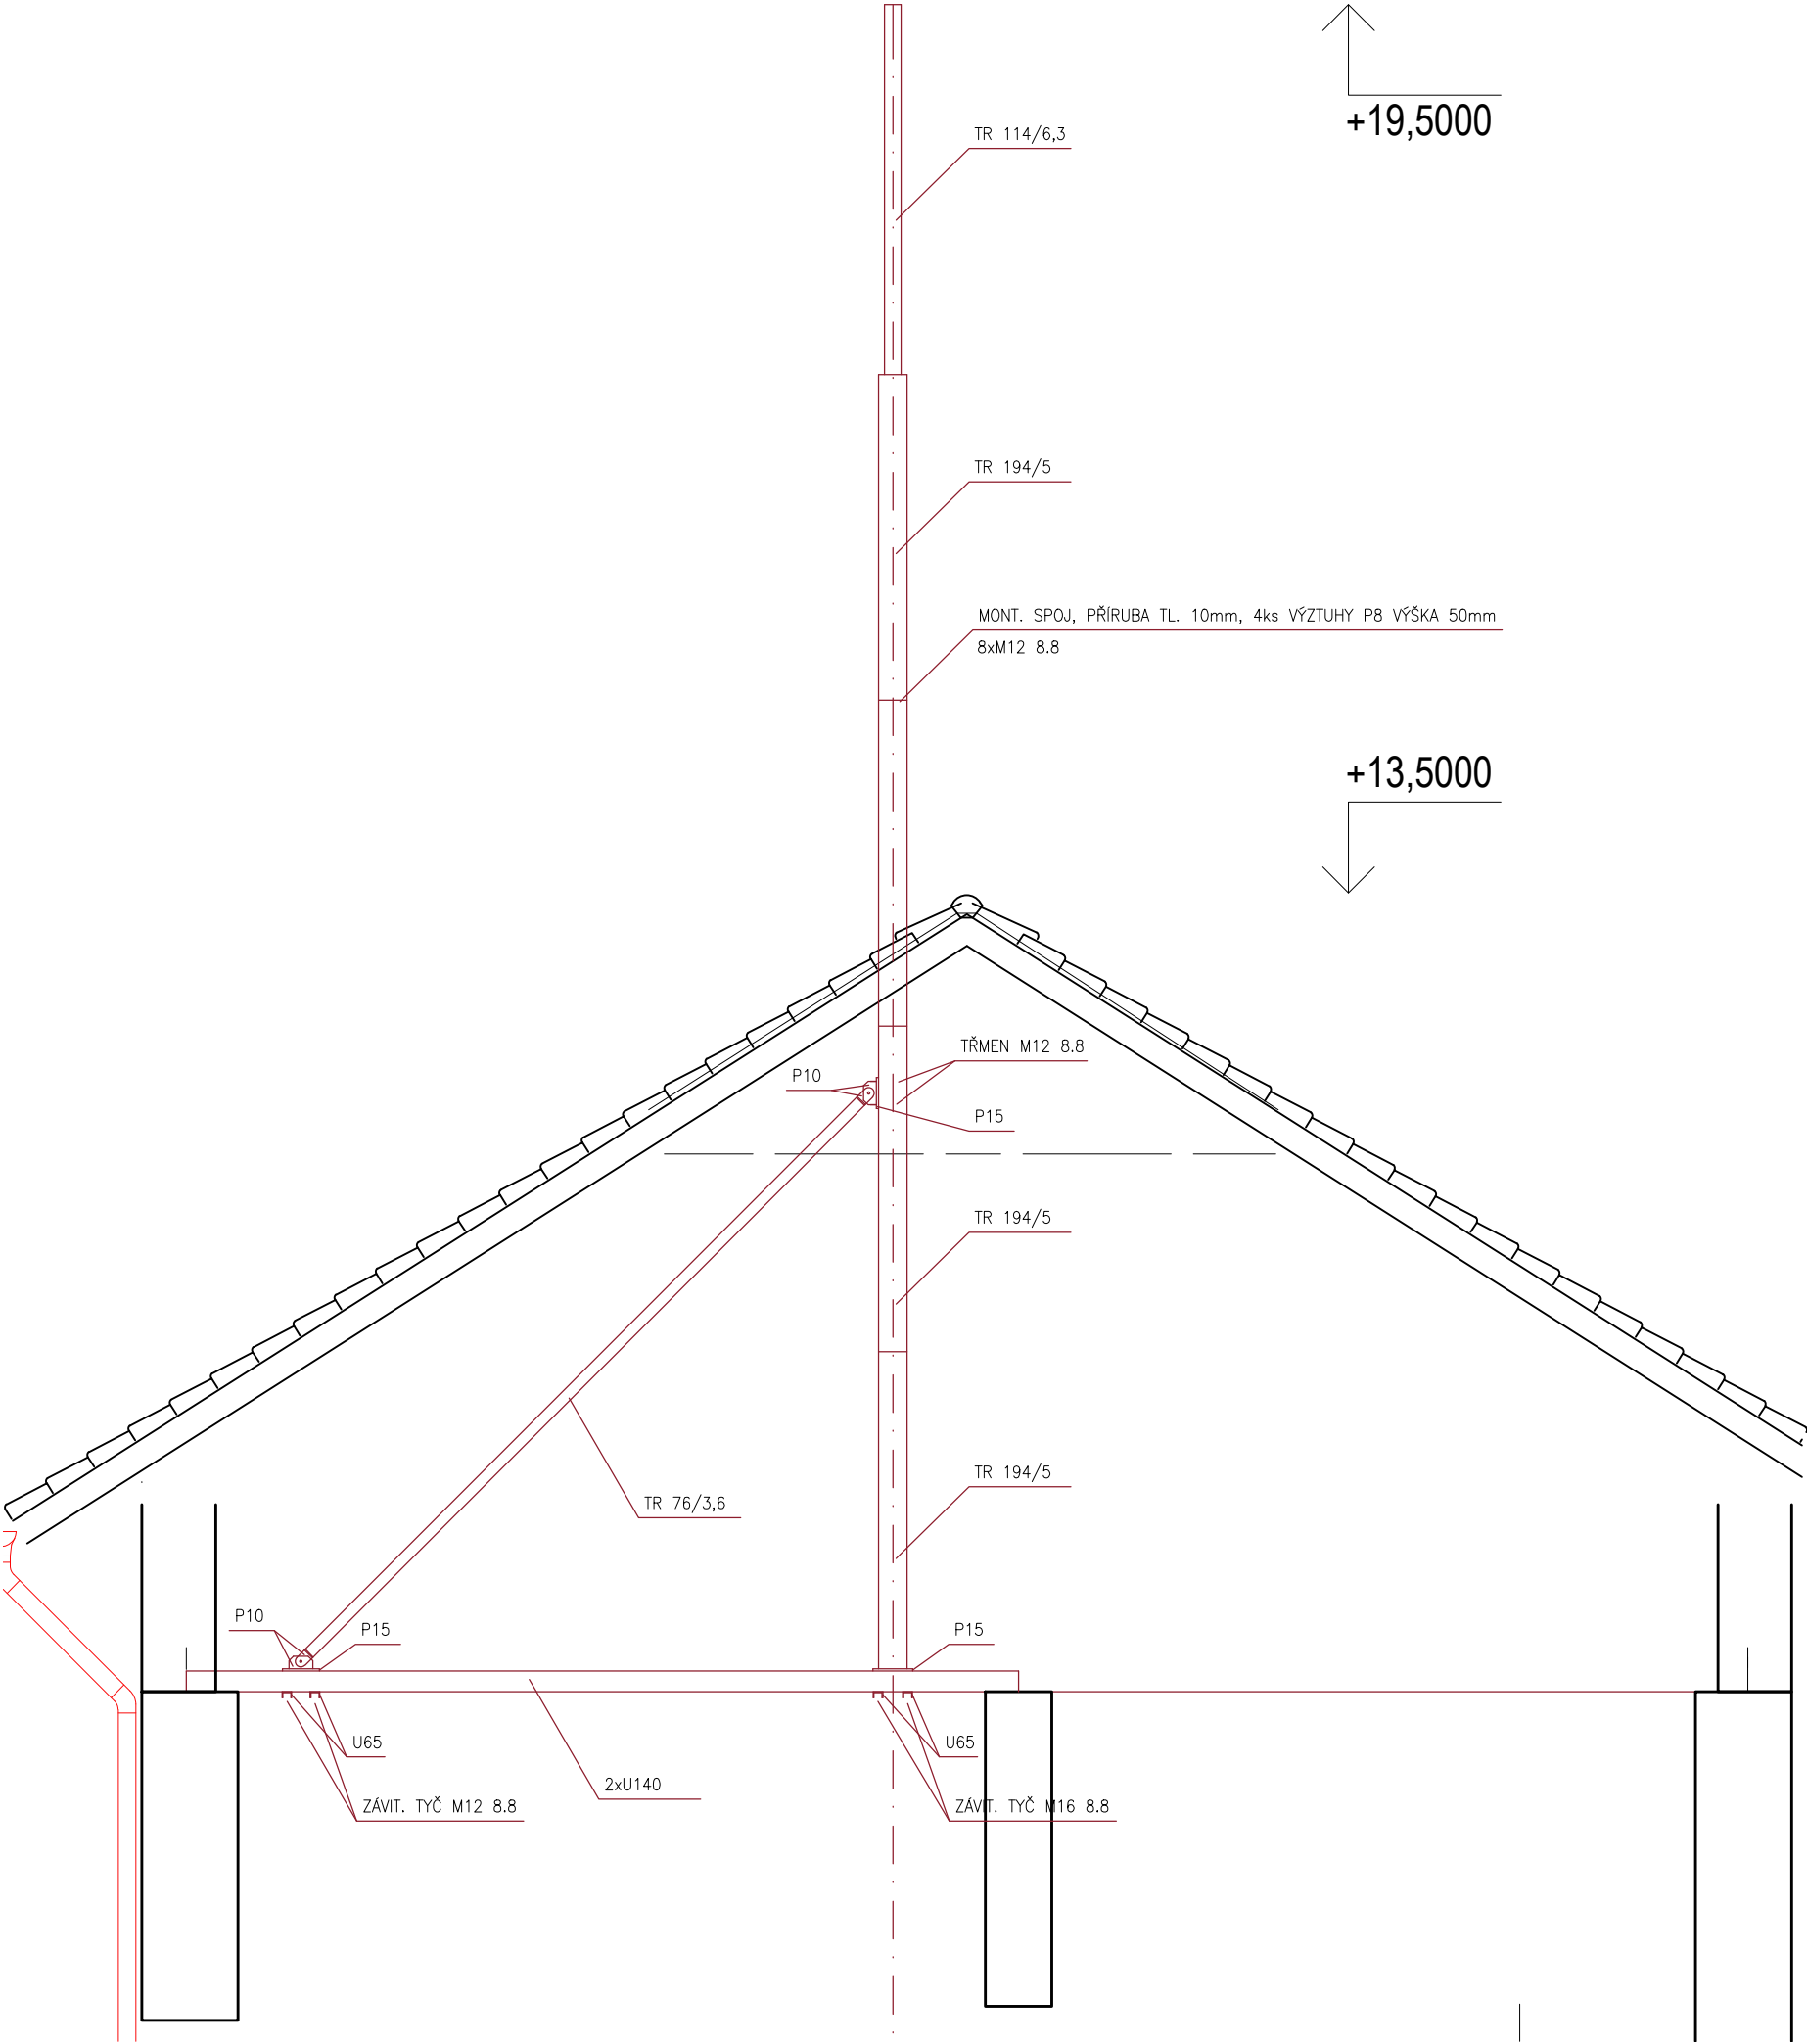 +19,5000
TR 114/6,3
TR 194/5
MONT. SPOJ, PŘÍRUBA TL. 10mm, 4ks VÝZTUHY P8 VÝŠKA 50mm
8xM12 8.8
+13,5000
TŘMEN M12 8.8
P10
P15
TR 194/5
TR 194/5
TR 76/3,6
P10
P15
P15
U65
U65
2xU140
ZÁVIT. TYČ M12 8.8
ZÁVIT. TYČ M16 8.8